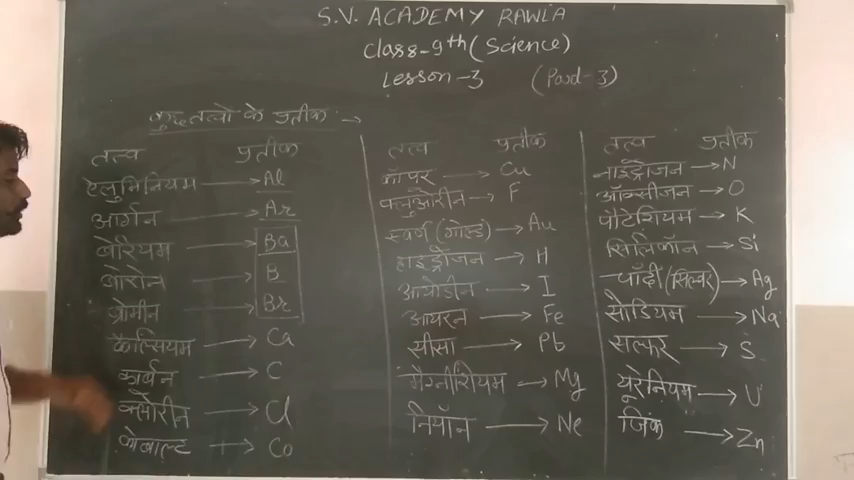 S.V. ACADEMY RAWLA
Class-9th (Science)
Lesson-3 (Pard-3)
कुछ तत्वो के प्रतीक →
तत्व प्रतीक
ऐलुमिनियम → Al
आर्गन → Ar
बेरियम → Ba
बोरोन → B
ब्रोमीन → Br
कैल्सियम → Ca
कार्बन → C
क्लोरीन → Cl
कोबाल्ट → Co
तत्व प्रतीक
कॉपर → Cu
फ्लुओरीन → F
स्वर्ण (गोल्ड) → Au
हाइड्रोजन → H
आयोडीन → I
आयरन → Fe
सीसा → Pb
मैग्नीशियम → Mg
नियॉन → Ne
तत्व प्रतीक
नाइट्रोजन → N
ऑक्सीजन → O
पोटेशियम → K
सिलिकॉन → Si
चाँदी (सिल्वर) → Ag
सोडियम → Na
सल्फर → S
यूरेनियम → U
जिंक → Zn